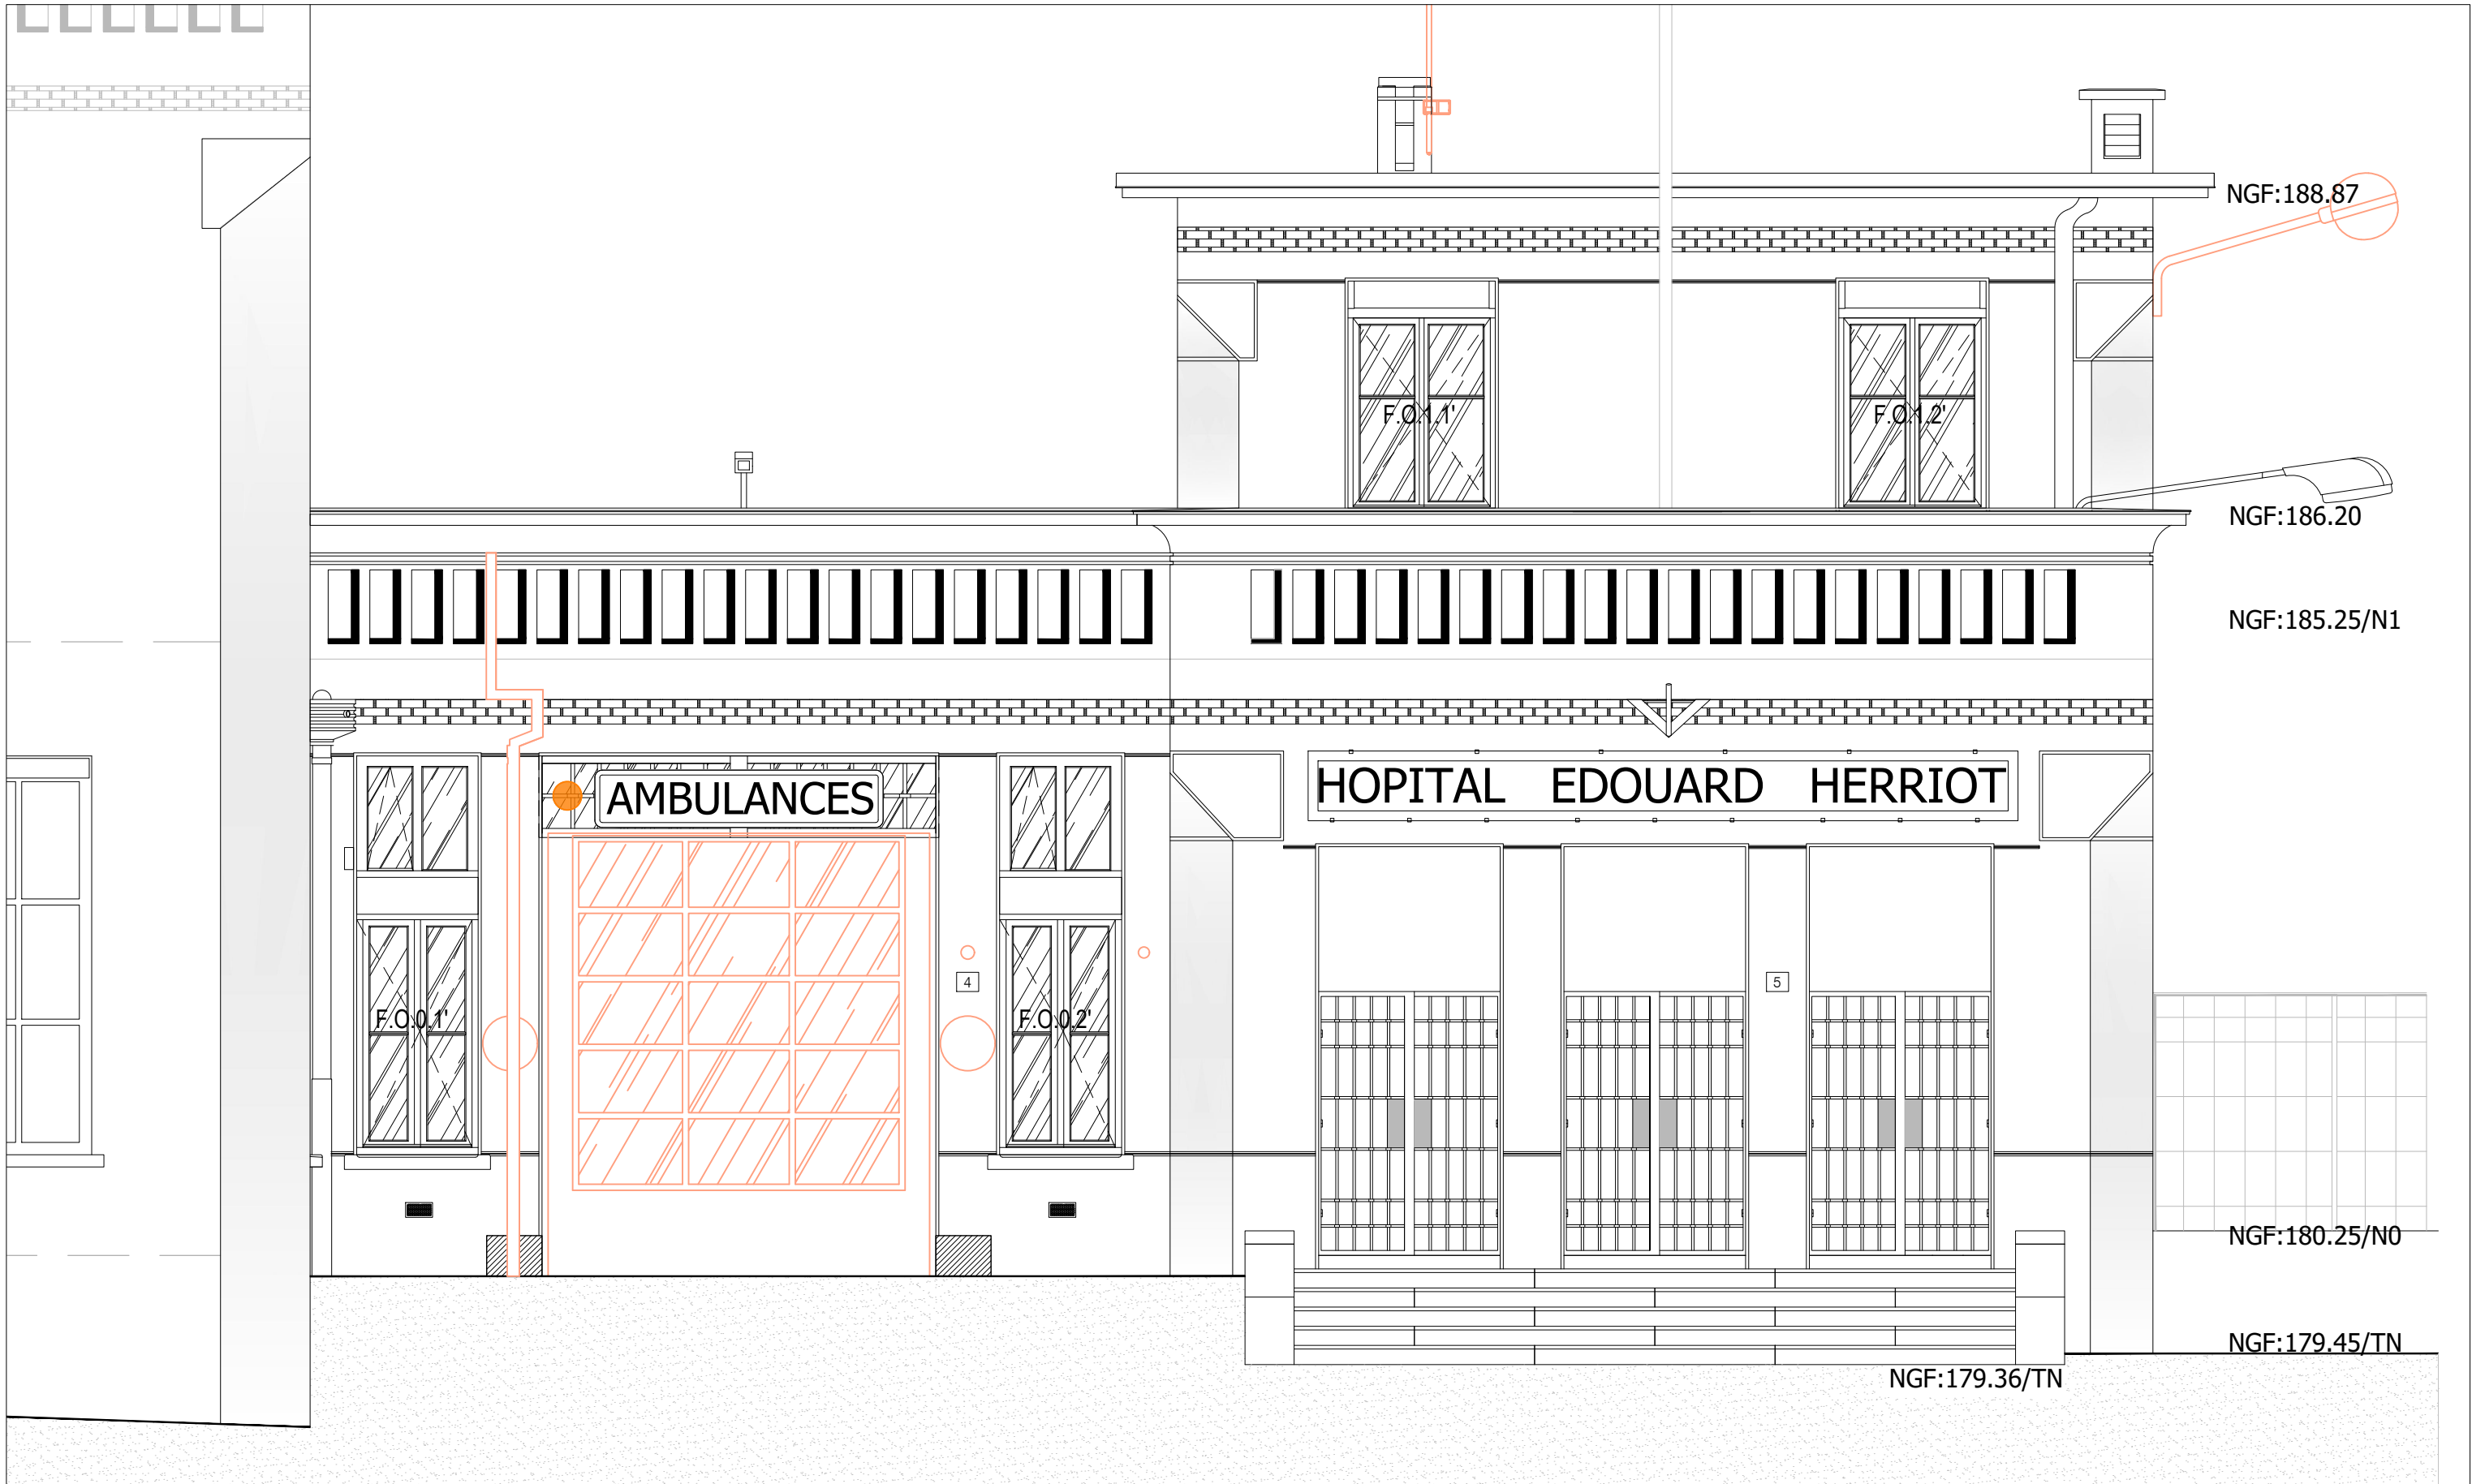 NGF:188.87
F.O.1.1'
F.O.1.2'
NGF:186.20
NGF:185.25/N1
AMBULANCES
HOPITAL EDOUARD HERRIOT
4
5
F.O.0.1'
F.O.0.2'
NGF:180.25/N0
NGF:179.45/TN
NGF:179.36/TN